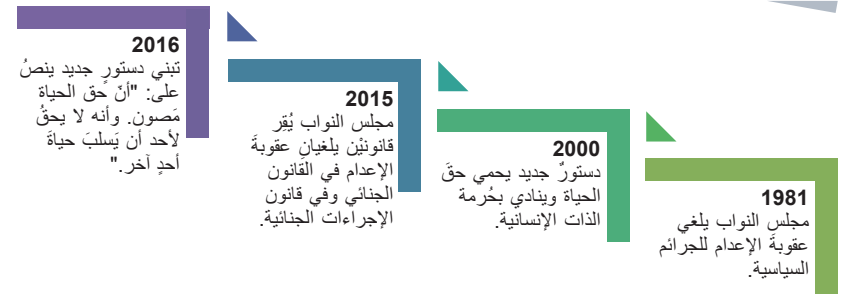 1981
مجلس النواب يلغي
عقوبةَ الإعدام للجرائم
السياسية.
2000
دستورٌ جديد يحمي حقَ
الحياة وينادي بحُرمة
الذات الإنسانية.
2015
مجلس النواب يُقِر
قانونيْن يلغيانِ عقوبةَ
الإعدام في القانون
الجنائي وفي قانون
الإجراءات الجنائية.
2016
تبني دستورٍ جديد ينصُ
على: "أنّ حق الحياة
مَصون. وأنه لا يحقُ
لأحد أن يَسلبَ حياةَ
أحدٍ آخر."